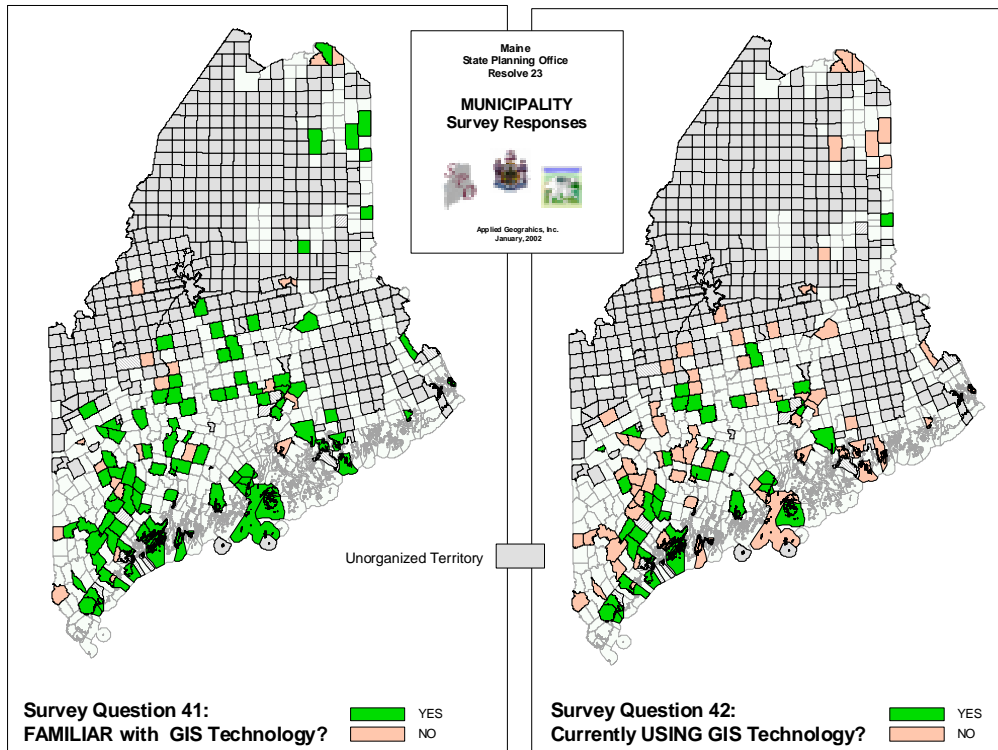 Maine
State Planning Office
Resolve 23
MUNICIPALITY
Survey Responses
Applied Geograhics, Inc.
January, 2002
Unorganized Territory
Survey Question 41:
FAMILIAR with GIS Technology?
YES
NO
Survey Question 42:
Currently USING GIS Technology?
YES
NO